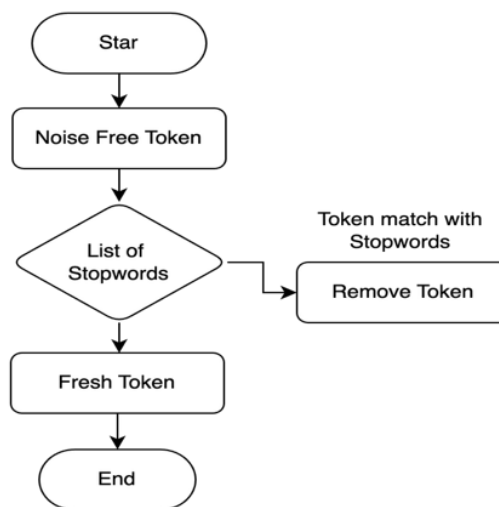 Star
Noise Free Token
List of
Stopwords
Token match with
Stopwords
Remove Token
Fresh Token
End